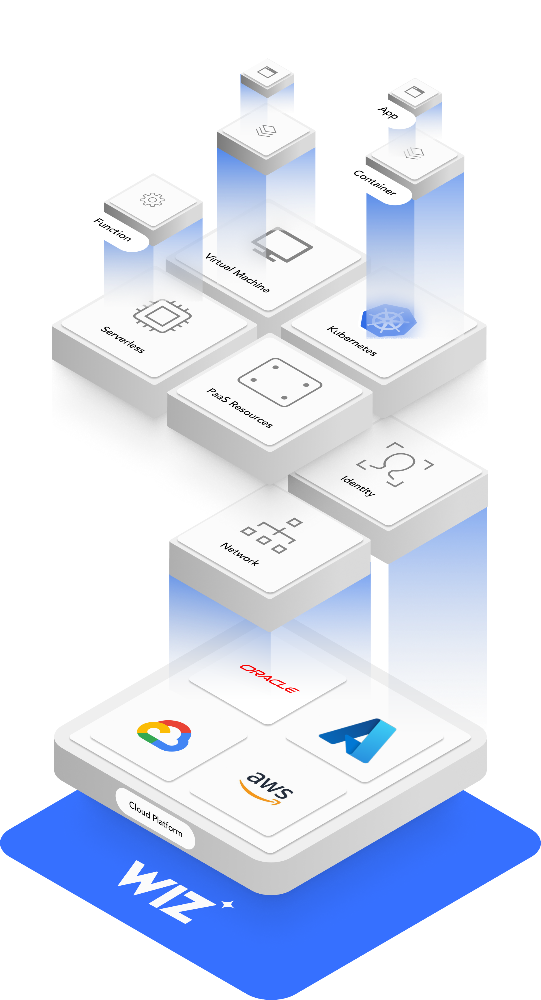 App
Container
Function
Virtual Machine
Serverless
Kubernetes
PaaS Resources
Identity
Network
ORACLE
aws
Cloud Platform
WIZ